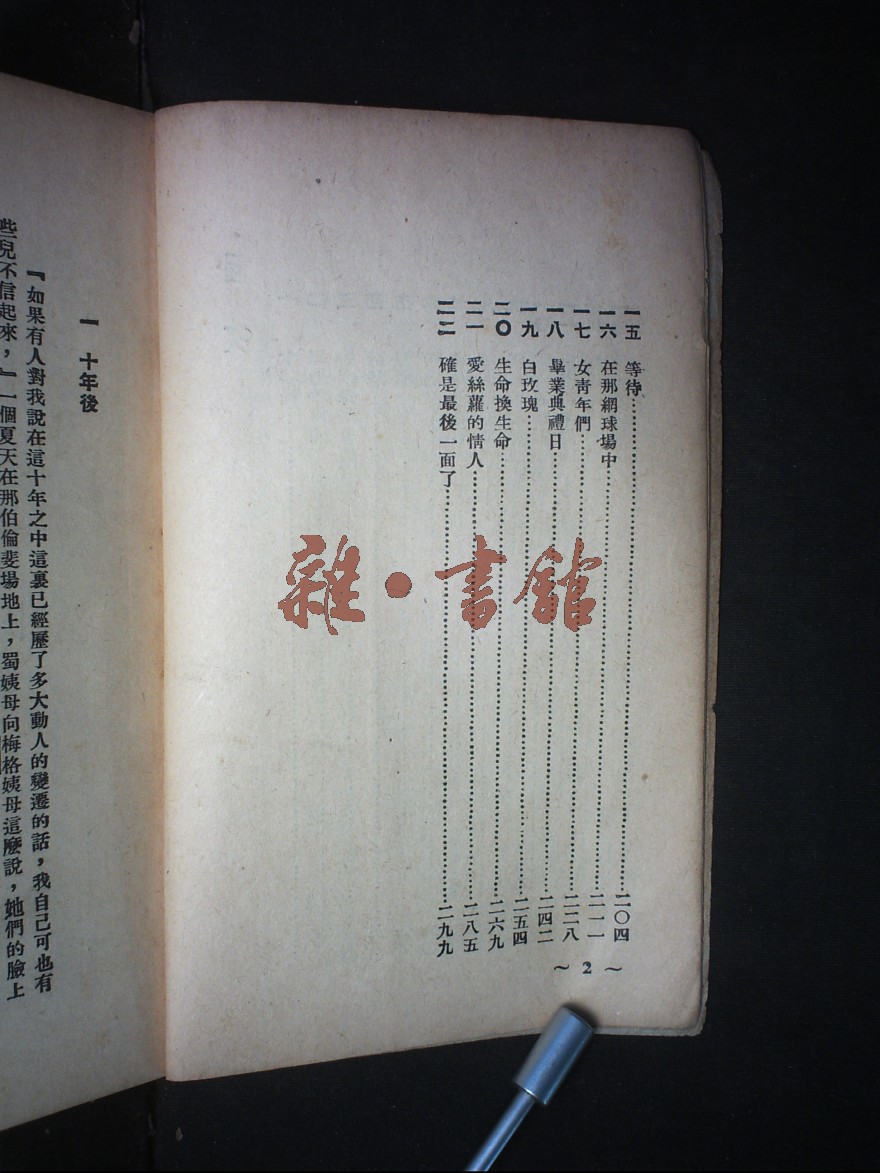 一五 等待……二〇四
一六 在那網球場中……二一一
一七 女青年們……二二八
一八 畢業典禮日……二四二
一九 白玫瑰……二五四
二〇 生命換生命……二六九
二一 愛絲蘿的情人……二八五
二二 確是最後一面了……二九九
～ 2 ～
雜·書館
一 十年後
『如果有人對我說在這十年之中這裏已經歷了多大動人的變遷的話，我自己可也有
些兒不信起來，』一個夏天在那伯倫斐場地上，蜀姨母向梅格姨母這麼說，她們的臉上